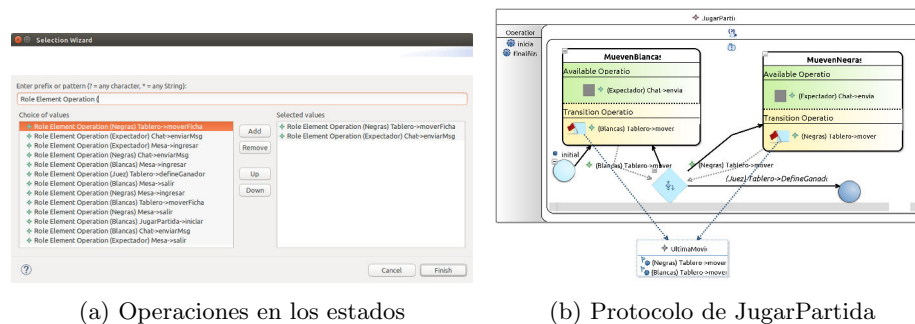 Selection Wizard
Enter prefix or pattern (? = any character, * = any String):
Role Element Operation (
Choice of values
Role Element Operation (Negras) Tablero->moverFicha
Role Element Operation (Expectador) Mesa->ingresar
Role Element Operation (Negras) Chat->enviarMsg
Role Element Operation (Blancas) Mesa->ingresar
Role Element Operation (Juez) Tablero->defineGanador
Role Element Operation (Blancas) Mesa->salir
Role Element Operation (Negras) Mesa->ingresar
Role Element Operation (Blancas) Tablero->moverFicha
Role Element Operation (Negras) Mesa->salir
Role Element Operation (Blancas) JugarPartida->iniciar
Role Element Operation (Blancas) Chat->enviarMsg
Role Element Operation (Expectador) Mesa->salir
Add
Remove
Up
Down
Selected values
Role Element Operation (Negras) Tablero->moverFicha
Role Element Operation (Expectador) Chat->enviarMsg
Cancel
Finish
(a) Operaciones en los estados
JugarParti
Operation
inicia
finaliza
MuevenBlancas
Available Operatio
(Expectador) Chat->envia
Transition Operatio
(Blancas) Tablero->mover
MuevenNegras
Available Operatio
(Expectador) Chat->envia
Transition Operatio
(Negras) Tablero->mover
initial
(Blancas) Tablero->mover
(Negras) Tablero->mover
(Juez) Tablero->DefineGanado
UltimaMovi
(Negras) Tablero->mover
(Blancas) Tablero->mover
(b) Protocolo de JugarPartida